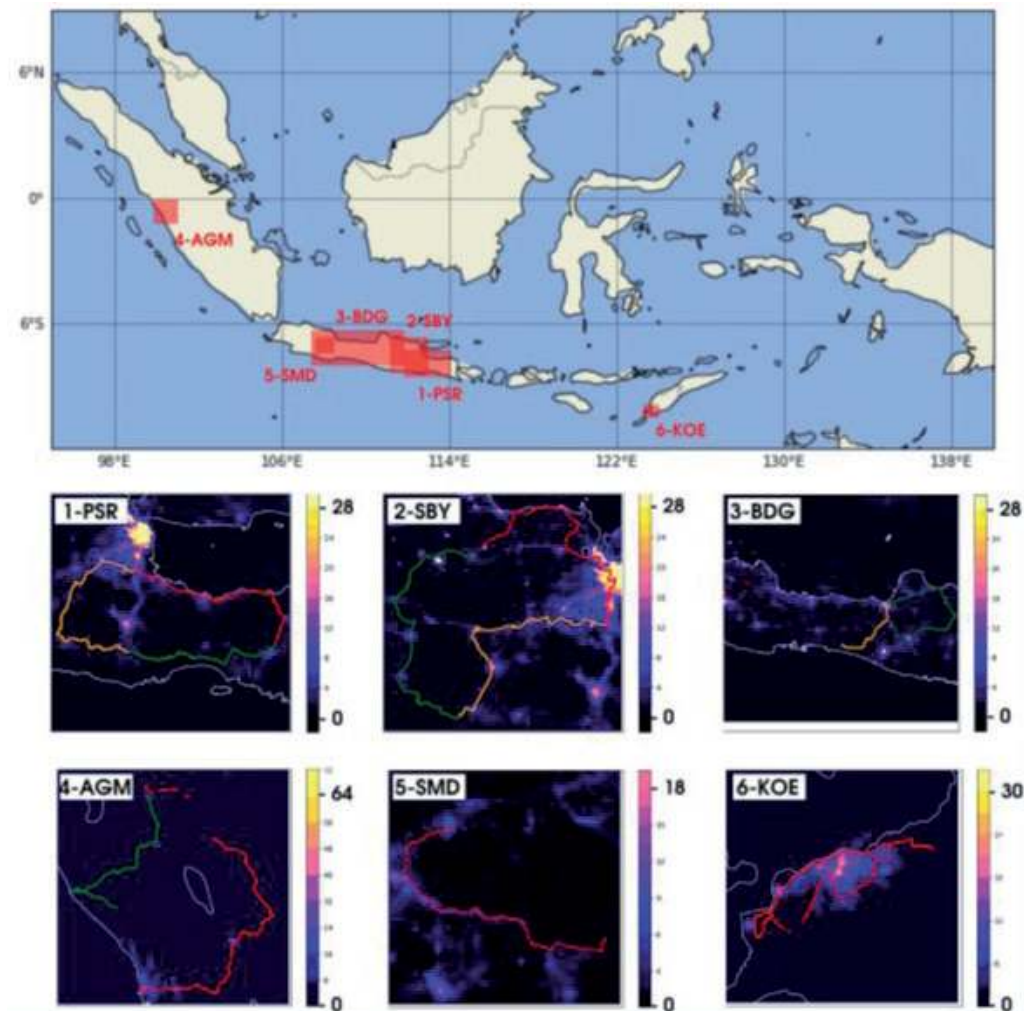 6°N
0°
4-AGM
6°S
3-BDG
2-SBY
5-SMD
1-PSR
6-KOE
98°E
106°E
114°E
122°E
130°E
138°E
1-PSR
28
0
2-SBY
28
0
3-BDG
28
0
4-AGM
64
0
5-SMD
18
0
6-KOE
30
0